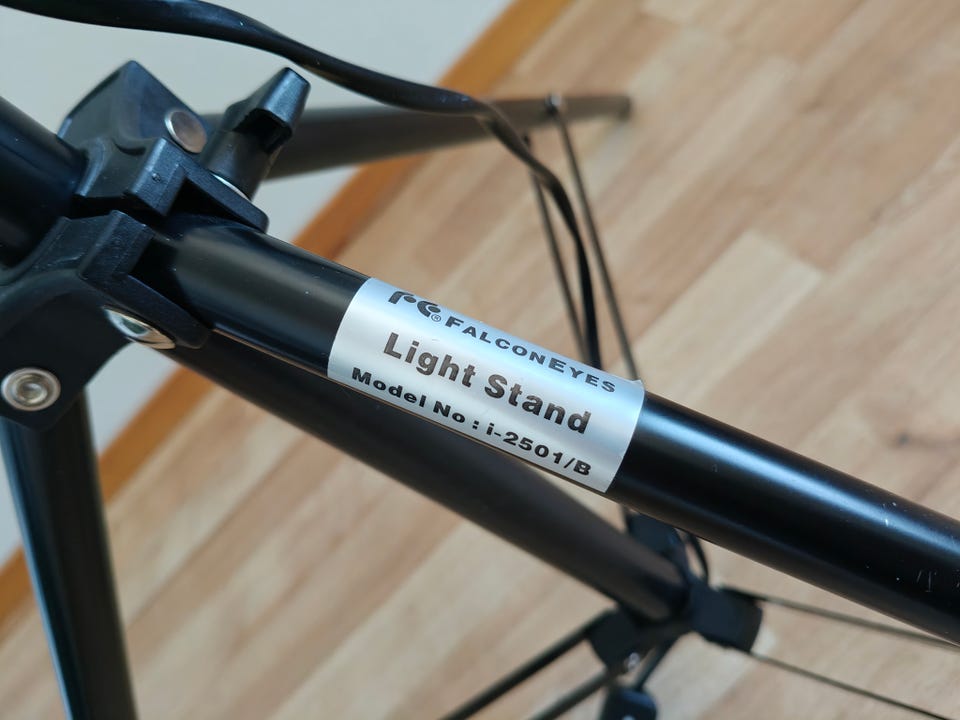 FALCONEYES
Light Stand
Model No : i-2501/B